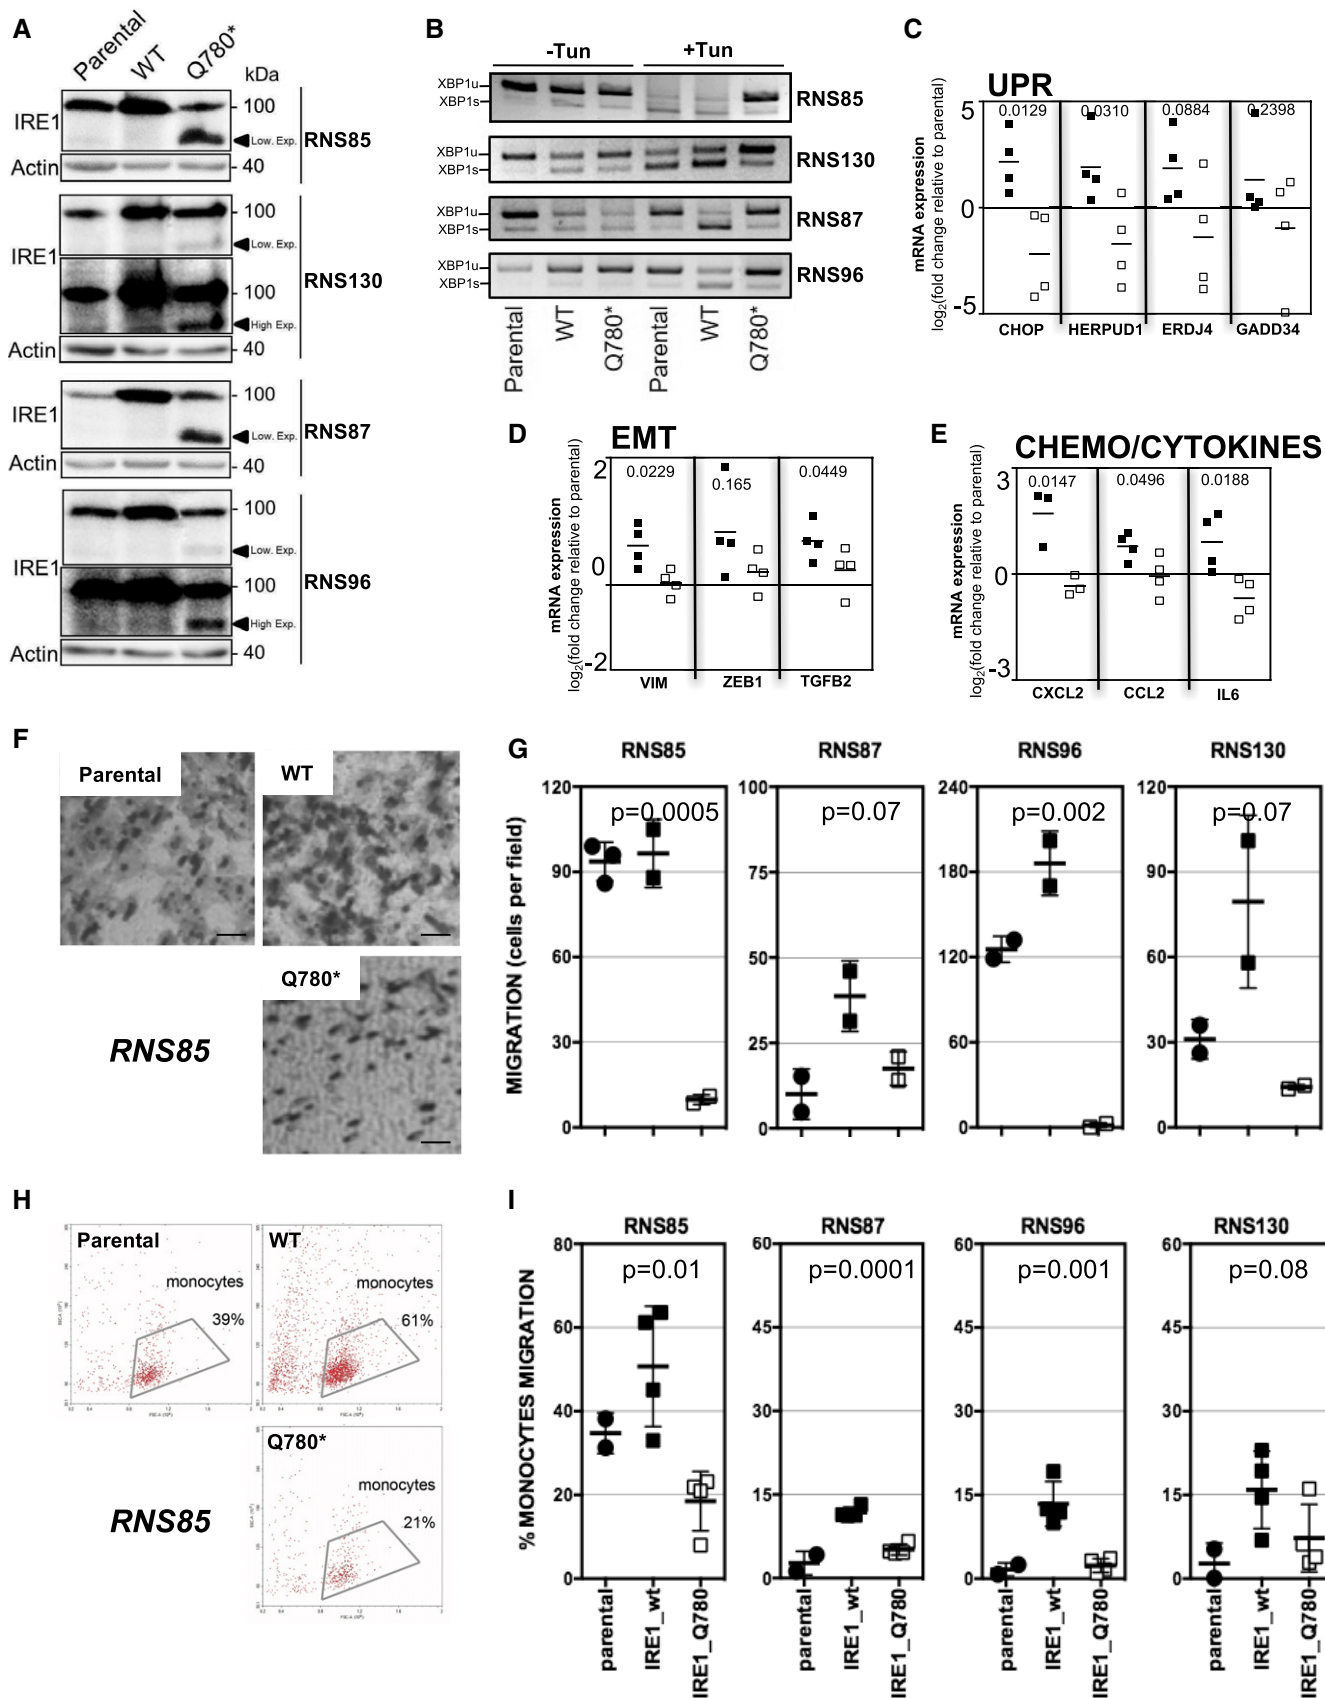 A
Parental
WT
Q780*
kDa
IRE1
100
Low. Exp.
RNS85
Actin
40
IRE1
100
Low. Exp.
RNS130
100
High Exp.
Actin
40
IRE1
100
Low. Exp.
RNS87
Actin
40
IRE1
100
Low. Exp.
RNS96
100
High Exp.
Actin
40
B
-Tun
+Tun
XBP1u
XBP1s
RNS85
XBP1u
XBP1s
RNS130
XBP1u
XBP1s
RNS87
XBP1u
XBP1s
RNS96
Parental
WT
Q780*
Parental
WT
Q780*
C
UPR
mRNA expression
log2(fold change relative to parental)
5
0
-5
0.0129
0.0310
0.0884
0.2398
CHOP
HERPUD1
ERDJ4
GADD34
D
EMT
mRNA expression
log2(fold change relative to parental)
2
0
-2
0.0229
0.165
0.0449
VIM
ZEB1
TGFB2
E
CHEMO/CYTOKINES
mRNA expression
log2(fold change relative to parental)
3
0
-3
0.0147
0.0496
0.0188
CXCL2
CCL2
IL6
F
Parental
WT
Q780*
RNS85
G
MIGRATION (cells per field)
RNS85
120
90
60
30
0
p=0.0005
RNS87
100
75
50
25
0
p=0.07
RNS96
240
180
120
60
0
p=0.002
RNS130
120
90
60
30
0
p=0.07
H
Parental
monocytes
39%
WT
monocytes
61%
Q780*
monocytes
21%
RNS85
I
% MONOCYTES MIGRATION
RNS85
80
60
40
20
0
p=0.01
RNS87
60
45
30
15
0
p=0.0001
RNS96
60
45
30
15
0
p=0.001
RNS130
60
45
30
15
0
p=0.08
parental
IRE1_wt
IRE1_Q780
parental
IRE1_wt
IRE1_Q780
parental
IRE1_wt
IRE1_Q780
parental
IRE1_wt
IRE1_Q780